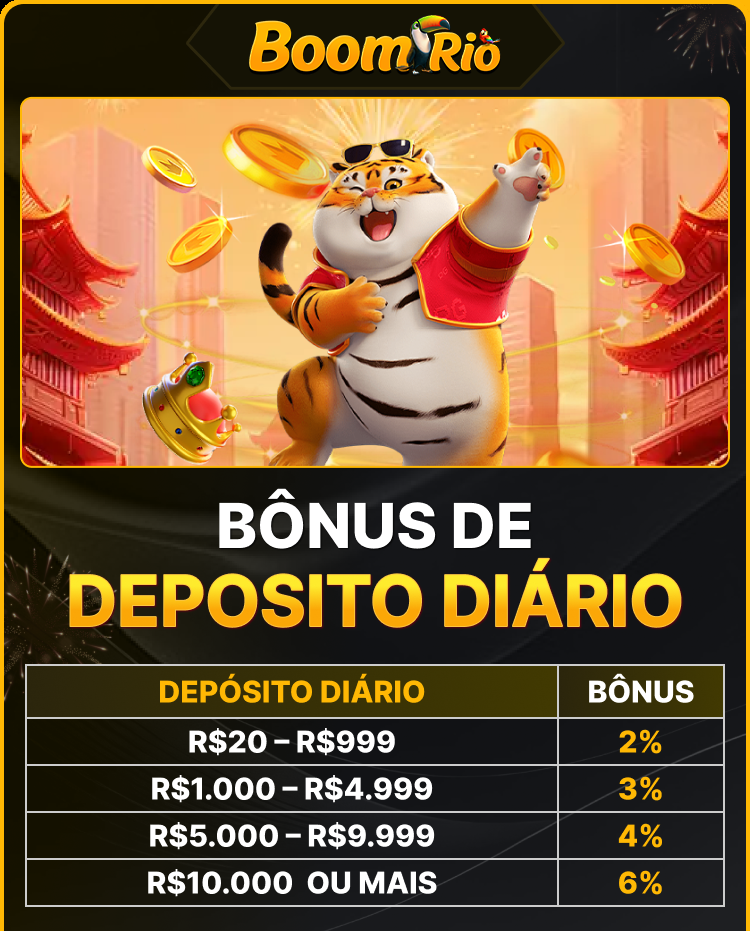 Boom Rio
BÔNUS DE
DEPOSITO DIÁRIO
DEPÓSITO DIÁRIO BÔNUS
R$20 – R$999 2%
R$1.000 – R$4.999 3%
R$5.000 – R$9.999 4%
R$10.000 OU MAIS 6%